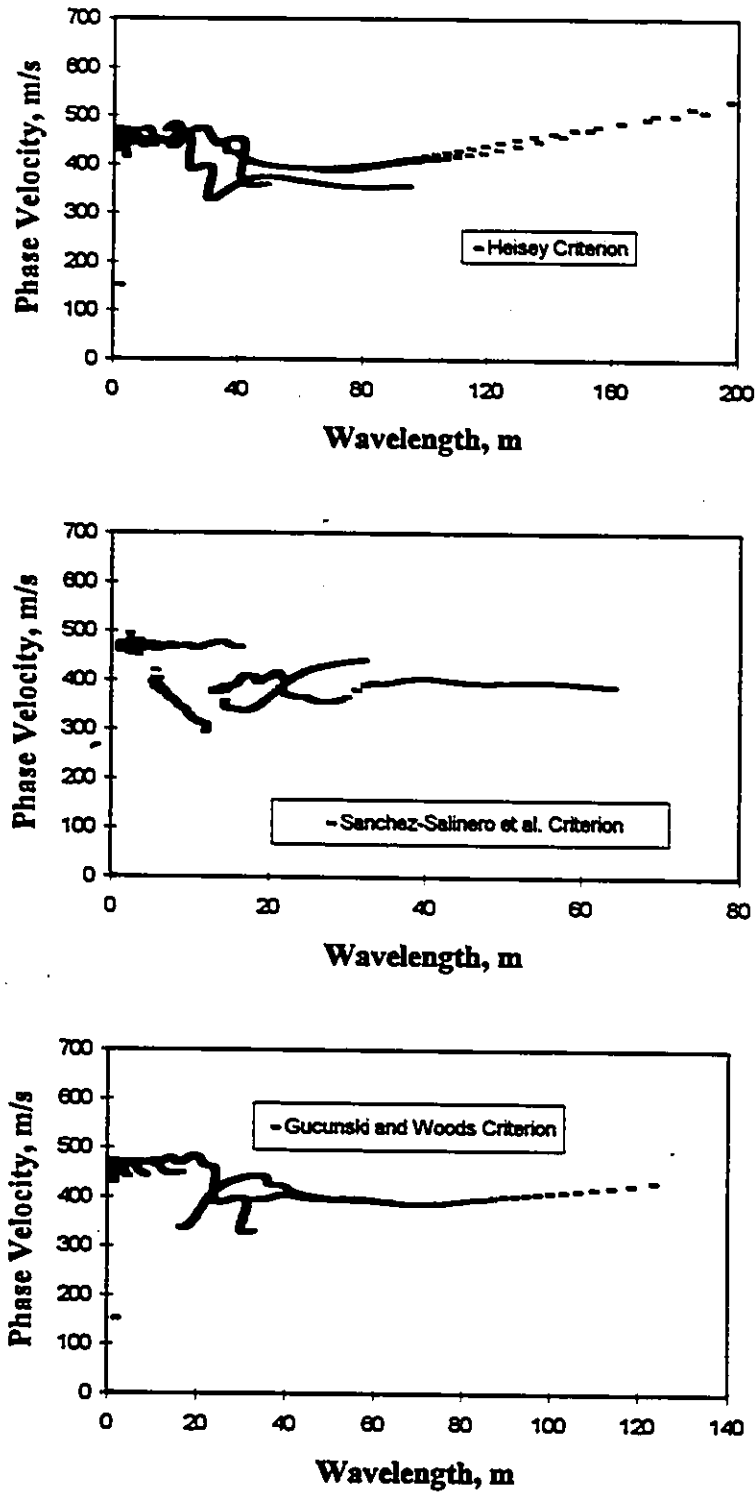 700
600
500
400
300
200
100
0
Phase Velocity, m/s
- Heisey Criterion
0 40 80 120 160 200
Wavelength, m
700
600
500
400
300
200
100
0
Phase Velocity, m/s
- Sanchez-Salinero et al. Criterion
0 20 40 60 80
Wavelength, m
700
600
500
400
300
200
100
0
Phase Velocity, m/s
- Gucunski and Woods Criterion
0 20 40 60 80 100 120 140
Wavelength, m